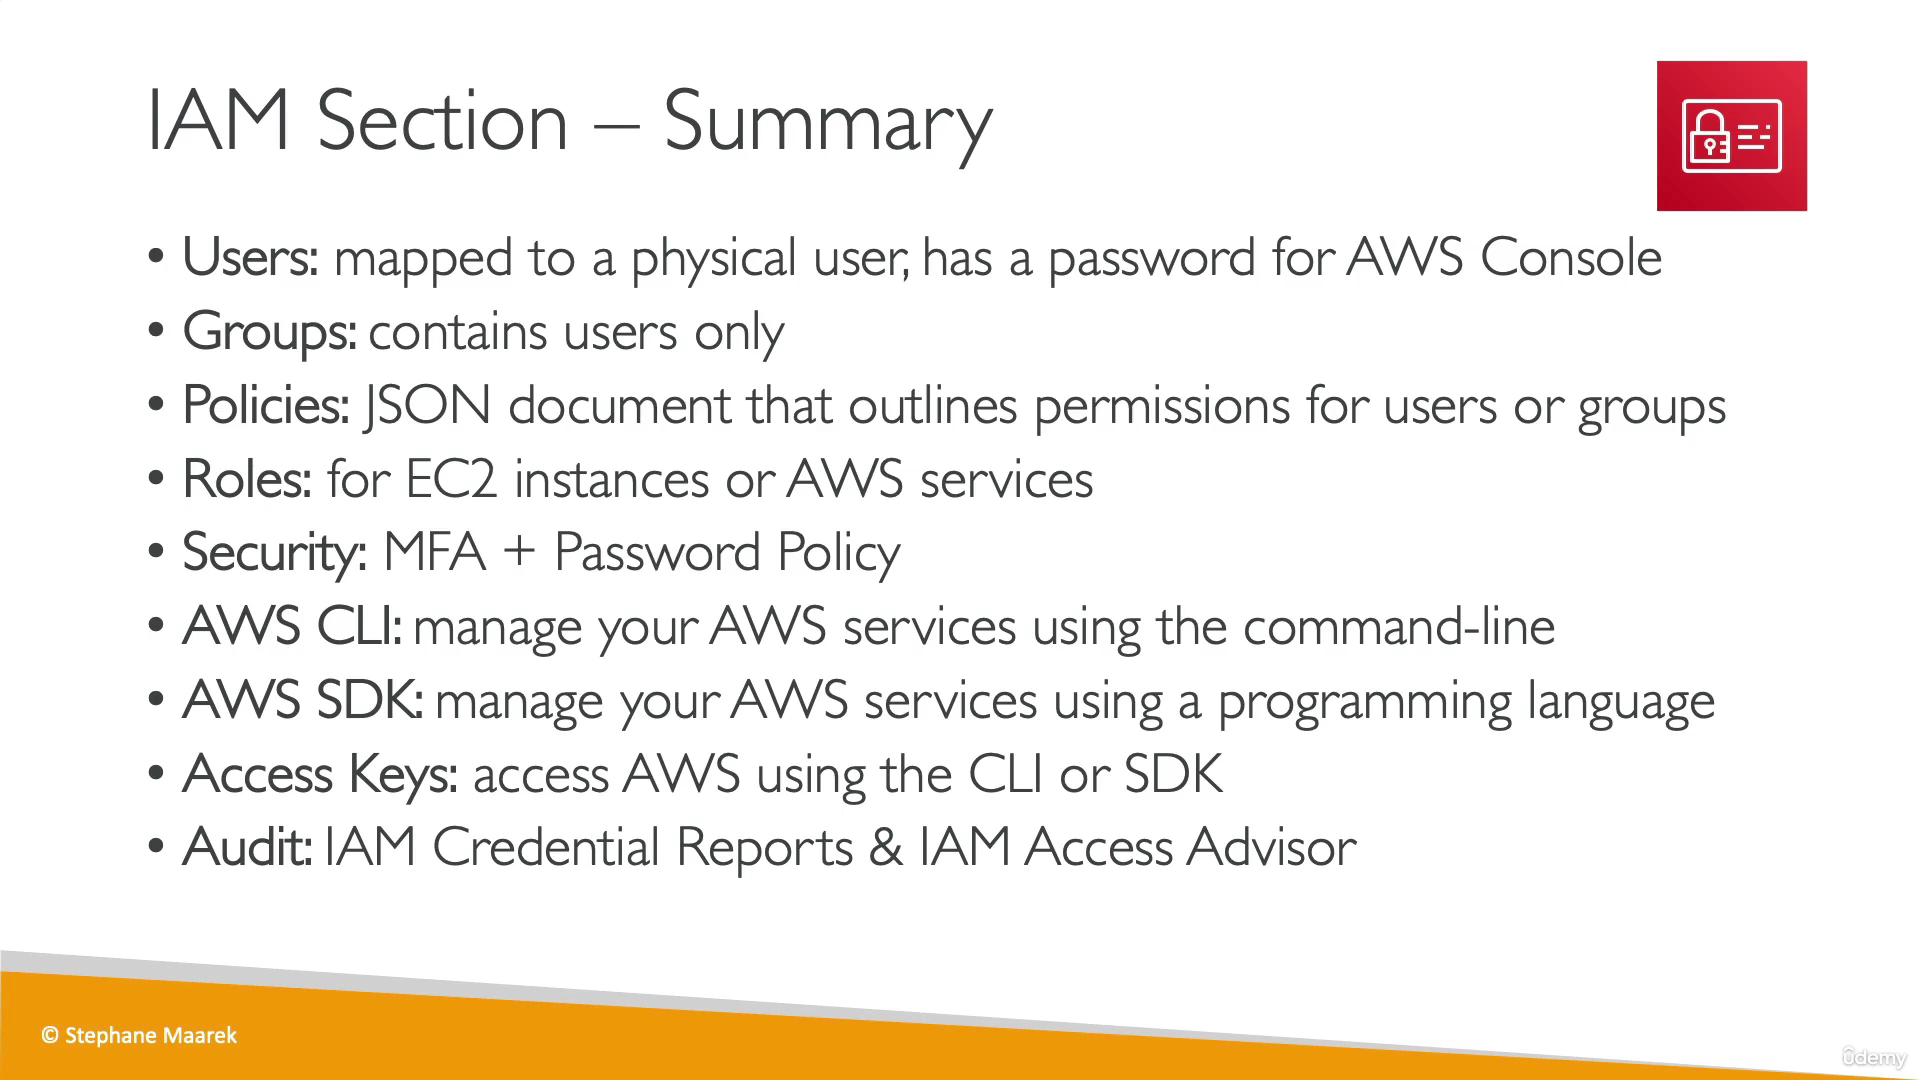 IAM Section – Summary
• Users: mapped to a physical user, has a password for AWS Console
• Groups: contains users only
• Policies: JSON document that outlines permissions for users or groups
• Roles: for EC2 instances or AWS services
• Security: MFA + Password Policy
• AWS CLI: manage your AWS services using the command-line
• AWS SDK: manage your AWS services using a programming language
• Access Keys: access AWS using the CLI or SDK
• Audit: IAM Credential Reports & IAM Access Advisor
© Stephane Maarek
ûdemy